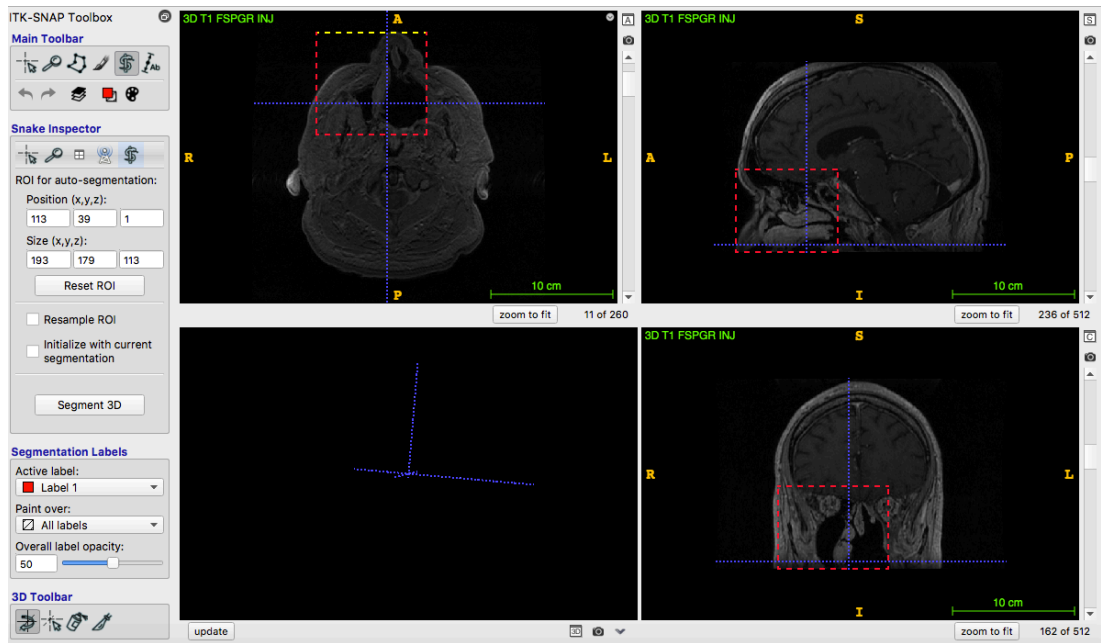 ITK-SNAP Toolbox
Main Toolbar
Ab
Snake Inspector
ROI for auto-segmentation:
Position (x,y,z):
113 39 1
Size (x,y,z):
193 179 113
Reset ROI
Resample ROI
Initialize with current
segmentation
Segment 3D
Segmentation Labels
Active label:
Label 1
Paint over:
All labels
Overall label opacity:
50
3D Toolbar
3D T1 FSPGR INJ
A
A
R
L
P
10 cm
zoom to fit 11 of 260
3D T1 FSPGR INJ
S
S
A
P
I
10 cm
zoom to fit 236 of 512
update
3D
3D T1 FSPGR INJ
S
C
R
L
I
10 cm
zoom to fit 162 of 512